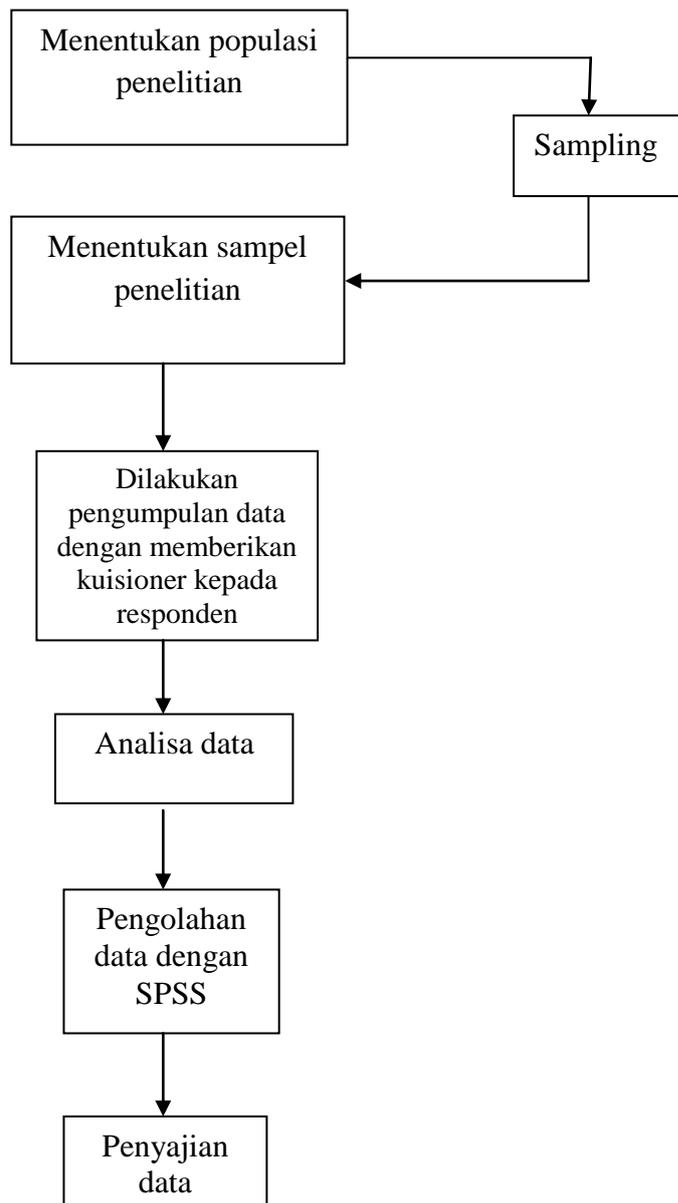 Menentukan populasi
penelitian
Sampling
Menentukan sampel
penelitian
Dilakukan
pengumpulan data
dengan memberikan
kuisioner kepada
responden
Analisa data
Pengolahan
data dengan
SPSS
Penyajian
data